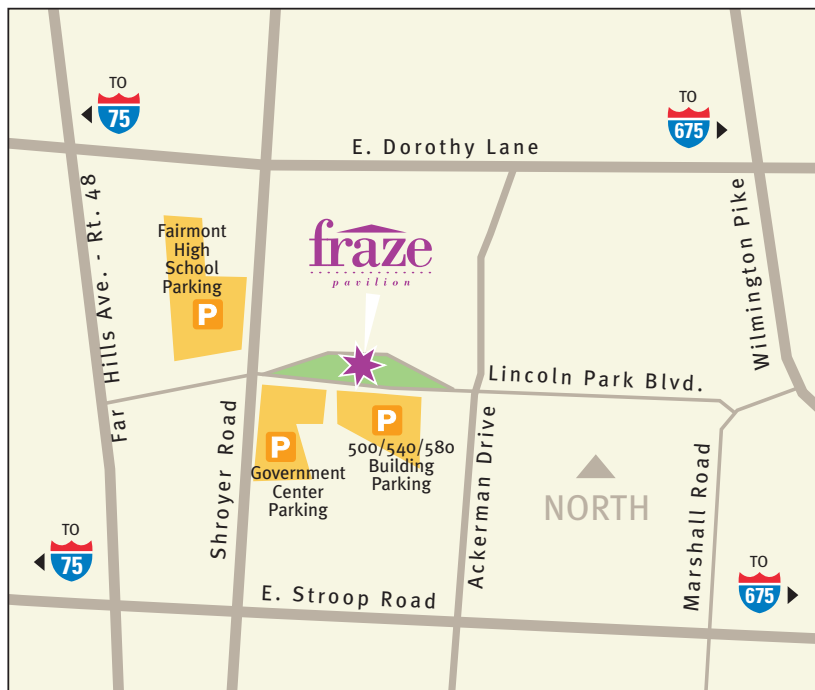 TO
75
TO
675
E. Dorothy Lane
Far Hills Ave. - Rt. 48
Wilmington Pike
Fairmont
High
School
Parking
P
fraze
pavilion
Lincoln Park Blvd.
Shroyer Road
P
Government
Center
Parking
P
500/540/580
Building
Parking
Ackerman Drive
NORTH
Marshall Road
TO
75
E. Stroop Road
TO
675